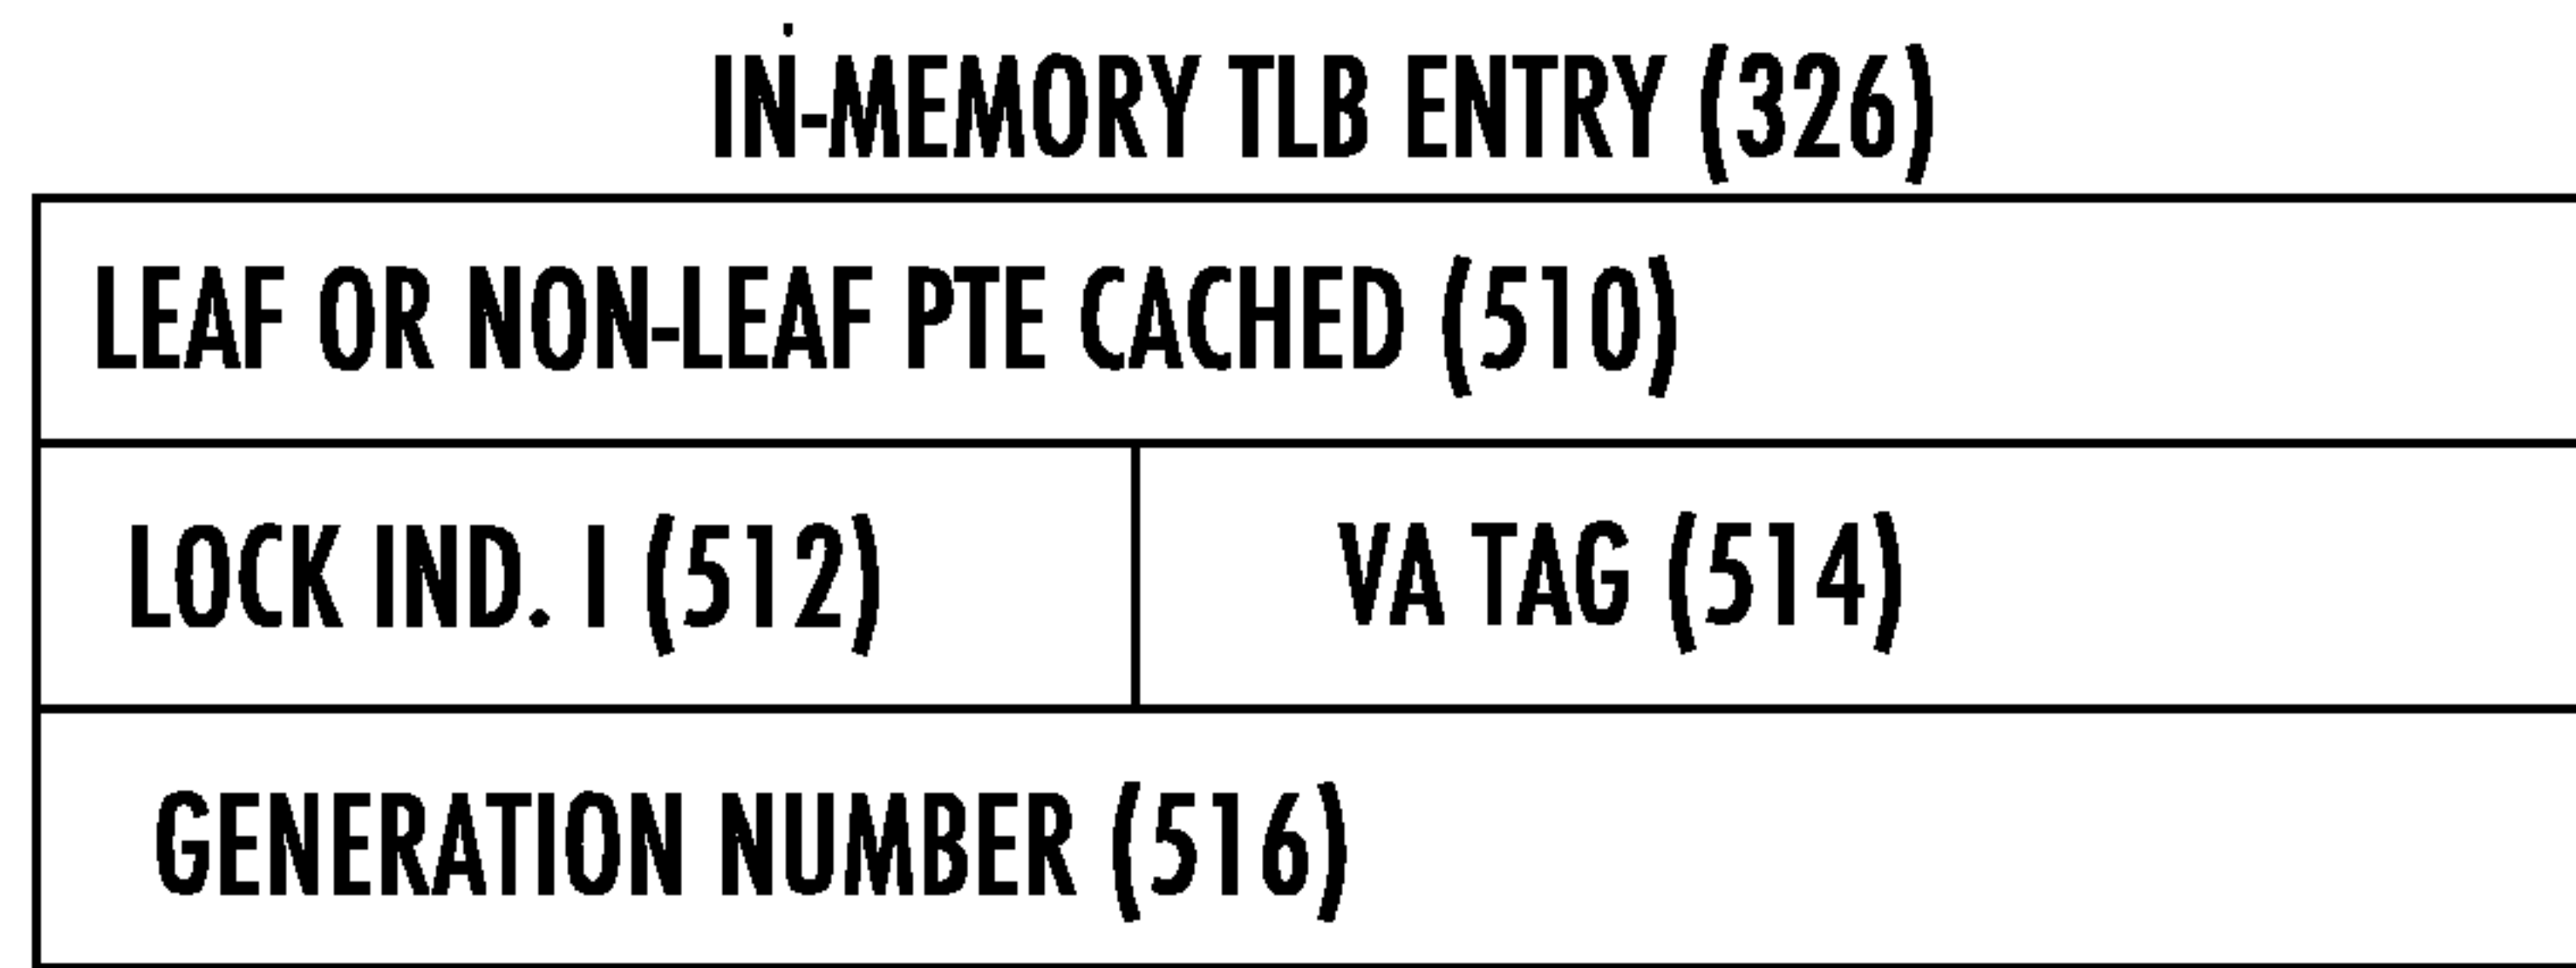 IN-MEMORY TLB ENTRY (326)
LEAF OR NON-LEAF PTE CACHED (510)
LOCK IND. I (512) VA TAG (514)
GENERATION NUMBER (516)